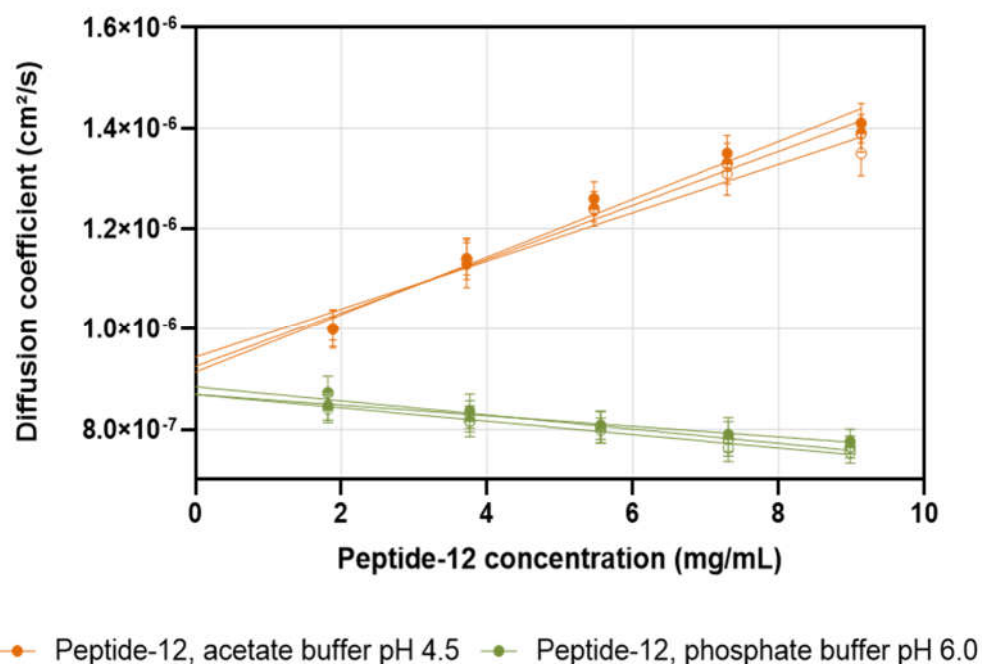 1.6×10⁻⁶
1.4×10⁻⁶
1.2×10⁻⁶
1.0×10⁻⁶
8.0×10⁻⁷
Diffusion coefficient (cm²/s)
0 2 4 6 8 10
Peptide-12 concentration (mg/mL)
Peptide-12, acetate buffer pH 4.5 Peptide-12, phosphate buffer pH 6.0